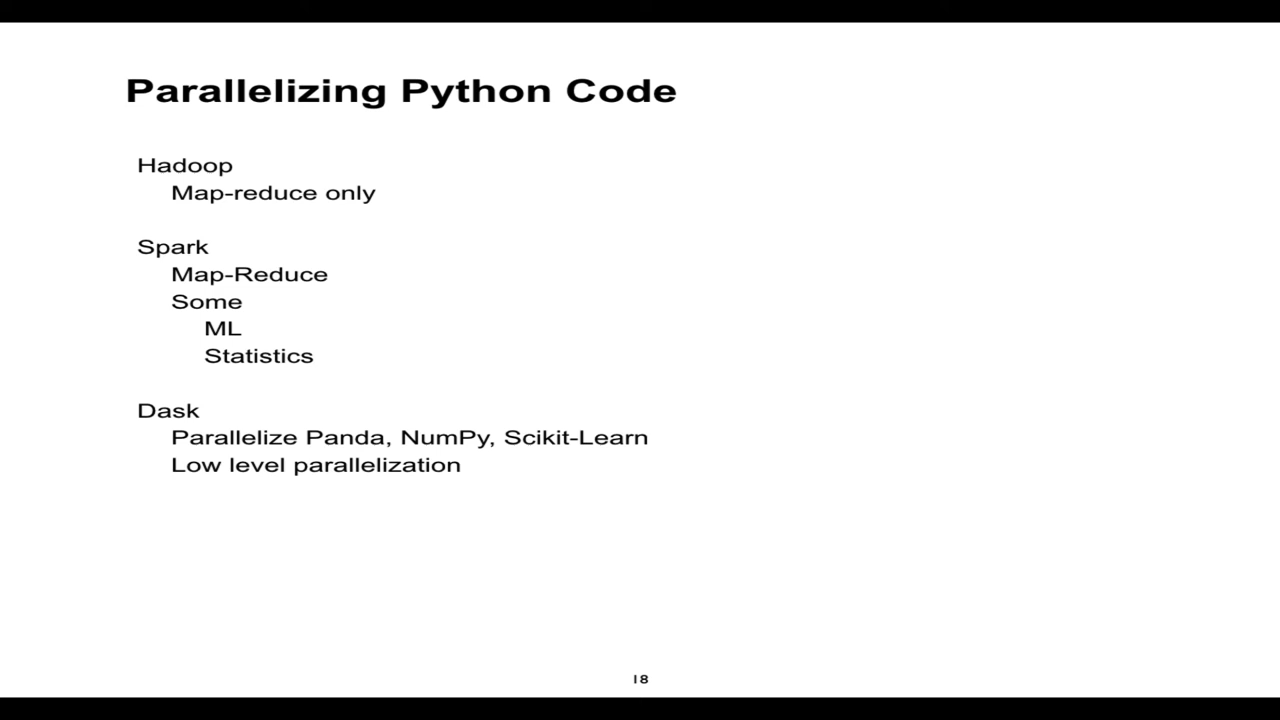 Parallelizing Python Code
Hadoop
Map-reduce only
Spark
Map-Reduce
Some
ML
Statistics
Dask
Parallelize Panda, NumPy, Scikit-Learn
Low level parallelization
18